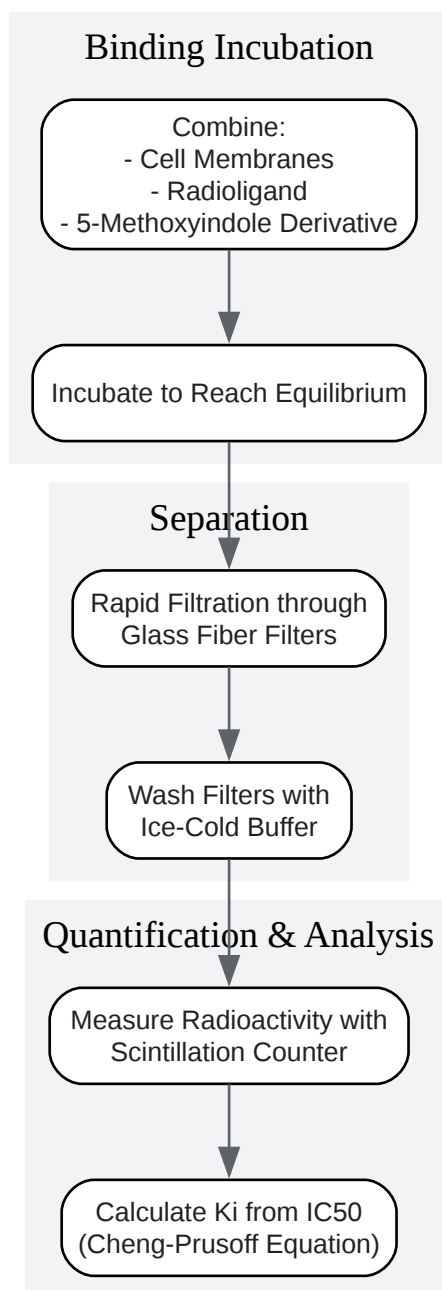 Binding Incubation
Combine:
- Cell Membranes
- Radioligand
- 5-Methoxyindole Derivative
Incubate to Reach Equilibrium
Separation
Rapid Filtration through
Glass Fiber Filters
Wash Filters with
Ice-Cold Buffer
Quantification & Analysis
Measure Radioactivity with
Scintillation Counter
Calculate Ki from IC50
(Cheng-Prusoff Equation)